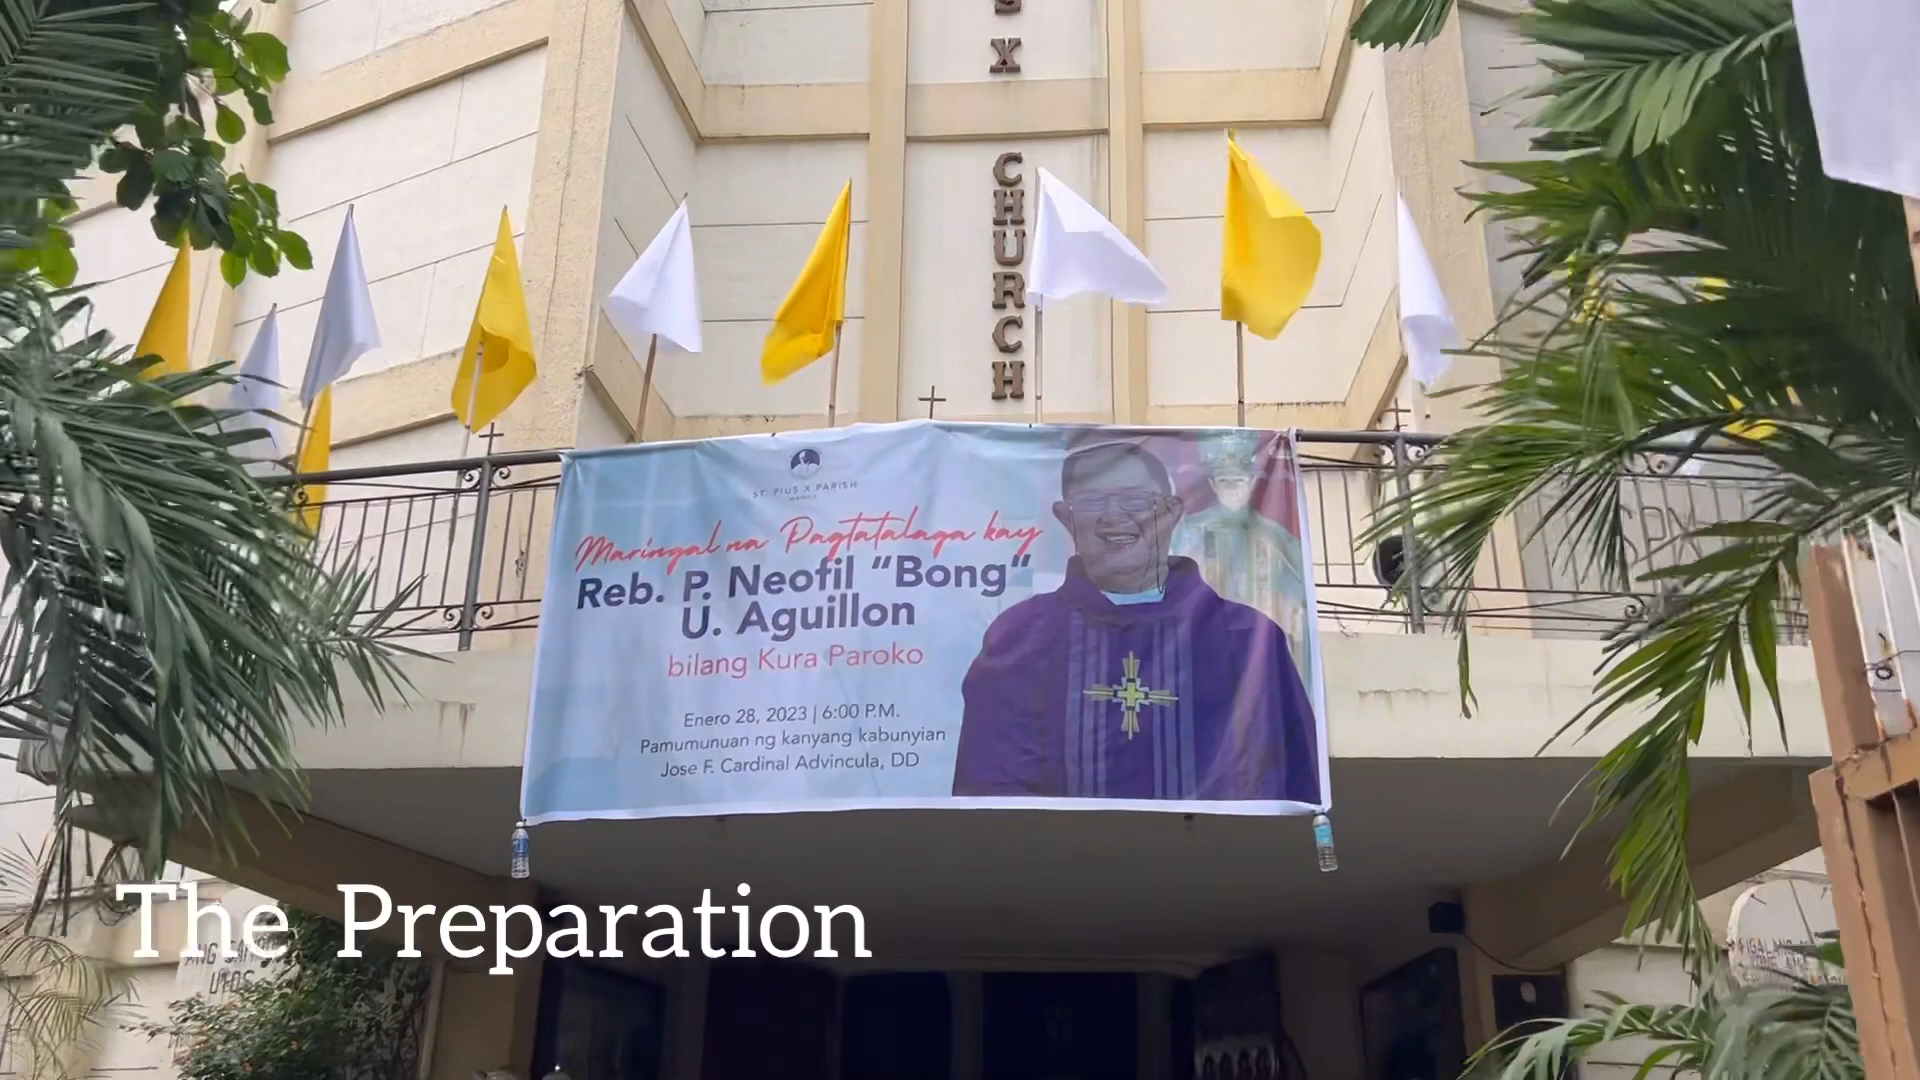 S X CHURCH
ST. PIUS X PARISH
MANILA
Maringal na Pagtatalaga kay
Reb. P. Neofil “Bong“
U. Aguillon
bilang Kura Paroko
Enero 28, 2023 | 6:00 P.M.
Pamumunuan ng kanyang kabunyian
Jose F. Cardinal Advincula, DD
The Preparation